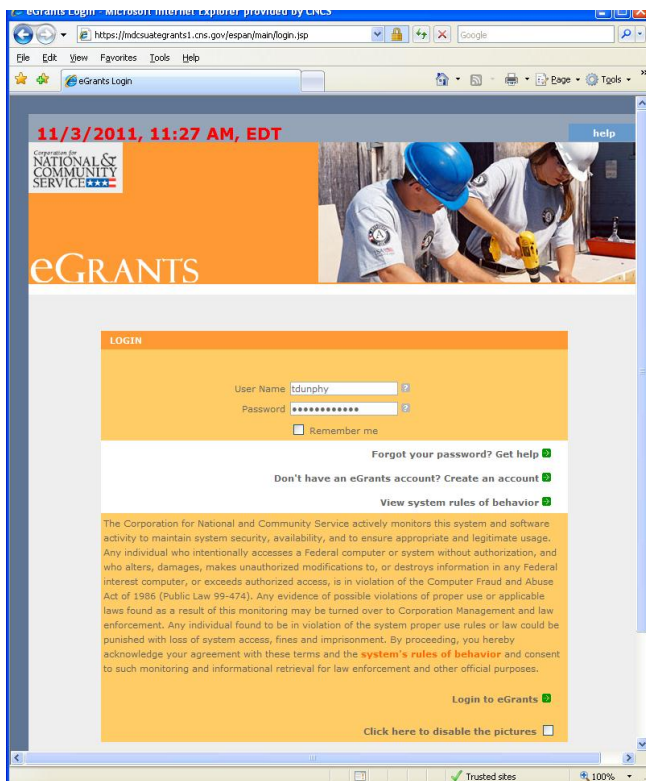 eGrants Login - Microsoft Internet Explorer provided by CNCS
https://mdcsuategrants1.cns.gov/espan/main/login.jsp
Google
File Edit View Favorites Tools Help
eGrants Login
Page Tools
11/3/2011, 11:27 AM, EDT
help
Corporation for
NATIONAL &
COMMUNITY
SERVICE
eGRANTS
LOGIN
User Name tdunphy
Password ••••••••••••
Remember me
Forgot your password? Get help
Don't have an eGrants account? Create an account
View system rules of behavior
The Corporation for National and Community Service actively monitors this system and software
activity to maintain system security, availability, and to ensure appropriate and legitimate usage.
Any individual who intentionally accesses a Federal computer or system without authorization, and
who alters, damages, makes unauthorized modifications to, or destroys information in any Federal
interest computer, or exceeds authorized access, is in violation of the Computer Fraud and Abuse
Act of 1986 (Public Law 99-474). Any evidence of possible violations of proper use or applicable
laws found as a result of this monitoring may be turned over to Corporation Management and law
enforcement. Any individual found to be in violation of the system proper use rules or law could be
punished with loss of system access, fines and imprisonment. By proceeding, you hereby
acknowledge your agreement with these terms and the system's rules of behavior and consent
to such monitoring and informational retrieval for law enforcement and other official purposes.
Login to eGrants
Click here to disable the pictures
Trusted sites 100%